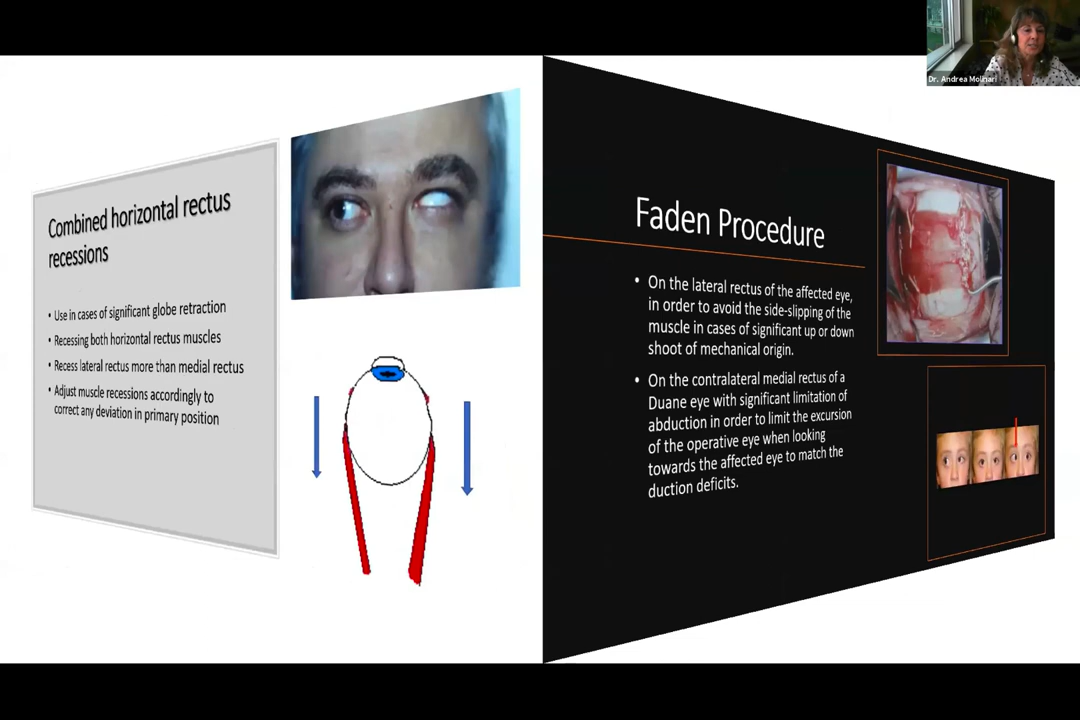 Dr. Andrea Molinari
Combined horizontal rectus
recessions
• Use in cases of significant globe retraction
• Recessing both horizontal rectus muscles
• Recess lateral rectus more than medial rectus
• Adjust muscle recessions accordingly to
correct any deviation in primary position
Faden Procedure
• On the lateral rectus of the affected eye,
in order to avoid the side-slipping of the
muscle in cases of significant up or down
shoot of mechanical origin.
• On the contralateral medial rectus of a
Duane eye with significant limitation of
abduction in order to limit the excursion
of the operative eye when looking
towards the affected eye to match the
duction deficits.